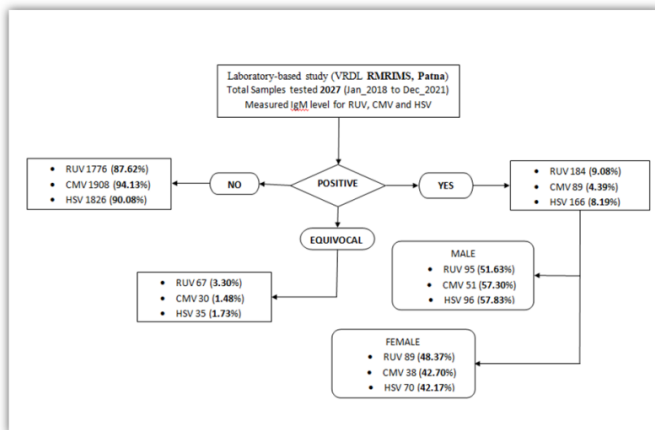 Laboratory-based study (VRDL RMRIMS, Patna)
Total Samples tested 2027 (Jan_2018 to Dec_2021)
Measured IgM level for RUV, CMV and HSV
• RUV 1776 (87.62%)
• CMV 1908 (94.13%)
• HSV 1826 (90.08%)
NO
POSITIVE
YES
• RUV 184 (9.08%)
• CMV 89 (4.39%)
• HSV 166 (8.19%)
EQUIVOCAL
• RUV 67 (3.30%)
• CMV 30 (1.48%)
• HSV 35 (1.73%)
MALE
• RUV 95 (51.63%)
• CMV 51 (57.30%)
• HSV 96 (57.83%)
FEMALE
• RUV 89 (48.37%)
• CMV 38 (42.70%)
• HSV 70 (42.17%)